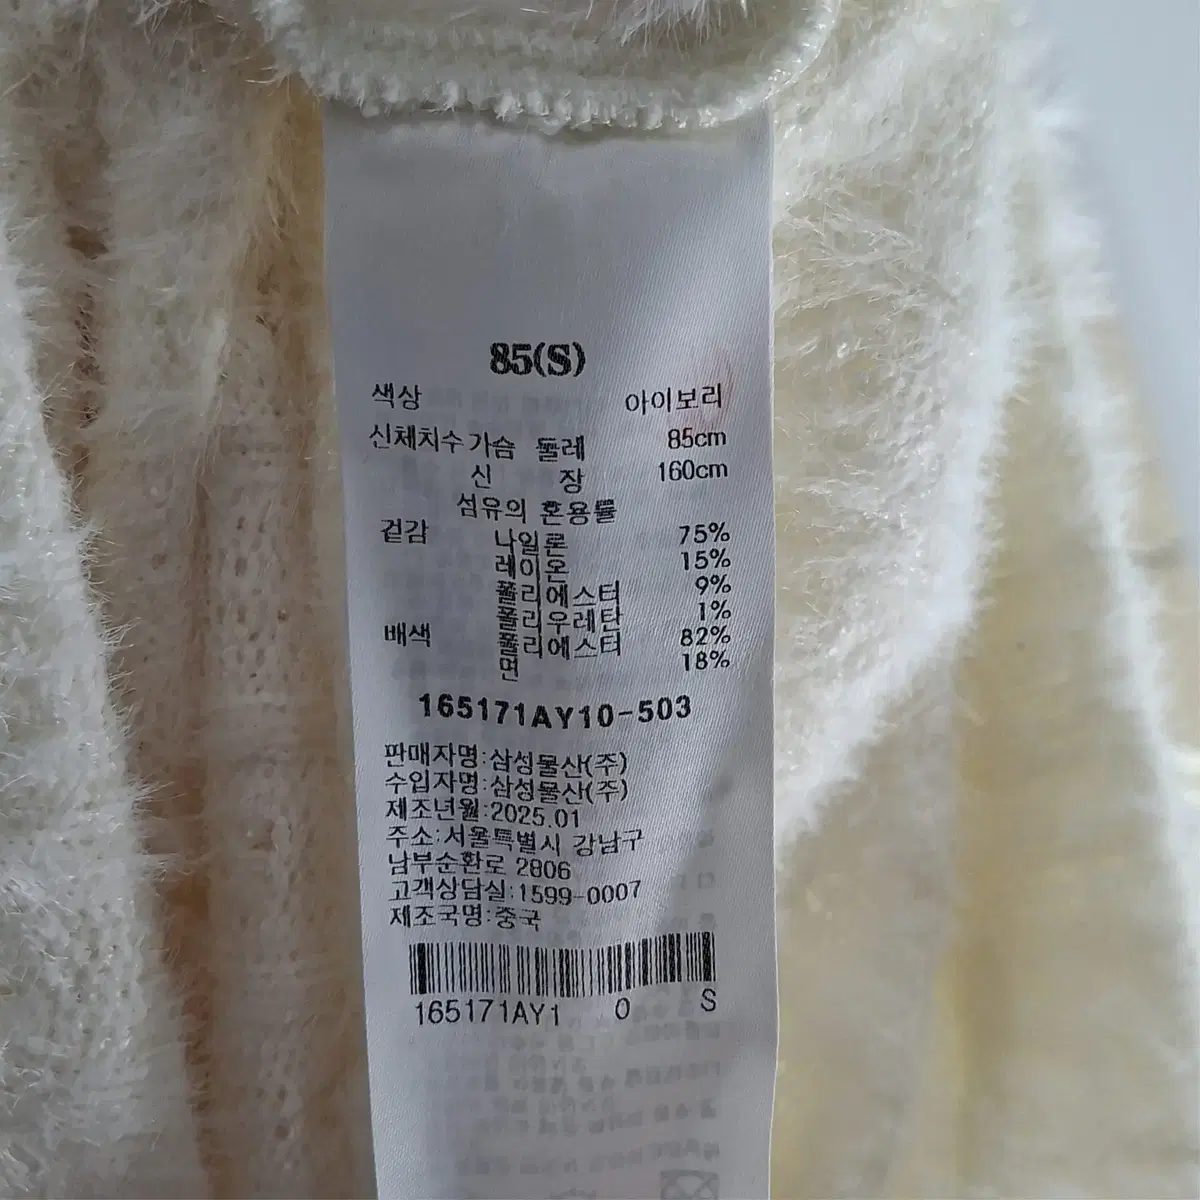 85(S)
색상 아이보리
신체치수 가슴 둘레 85cm
신 장 160cm
섬유의 혼용률
겉감 나일론 75%
레이온 15%
폴리에스터 9%
폴리우레탄 1%
배색 폴리에스터 82%
면 18%
165171AY10-503
판매자명:삼성물산(주)
수입자명:삼성물산(주)
제조년월:2025.01
주소:서울특별시 강남구
남부순환로 2806
고객상담실:1599-0007
제조국명:중국
165171AY1 0 S